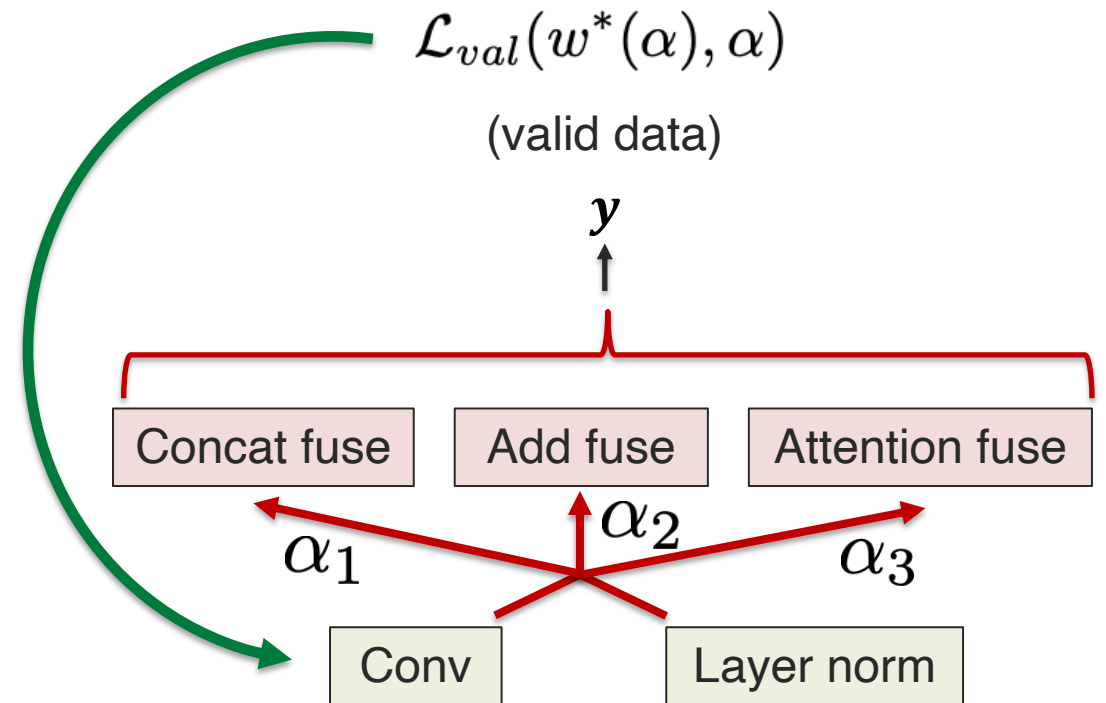 𝓛_val(w*(α), α)
(valid data)
y
Concat fuse
Add fuse
Attention fuse
α₁
α₂
α₃
Conv
Layer norm